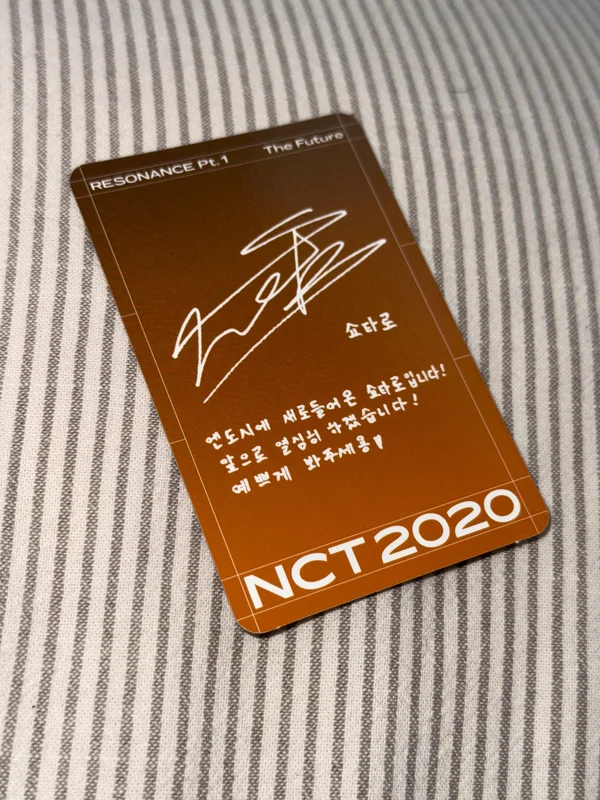 RESONANCE Pt.1 The Future
쇼타로
엔도시에 새로들어온 쇼타로입니다!
앞으로 열심히 하겠습니다!
예쁘게 봐주세용♥
NCT 2020